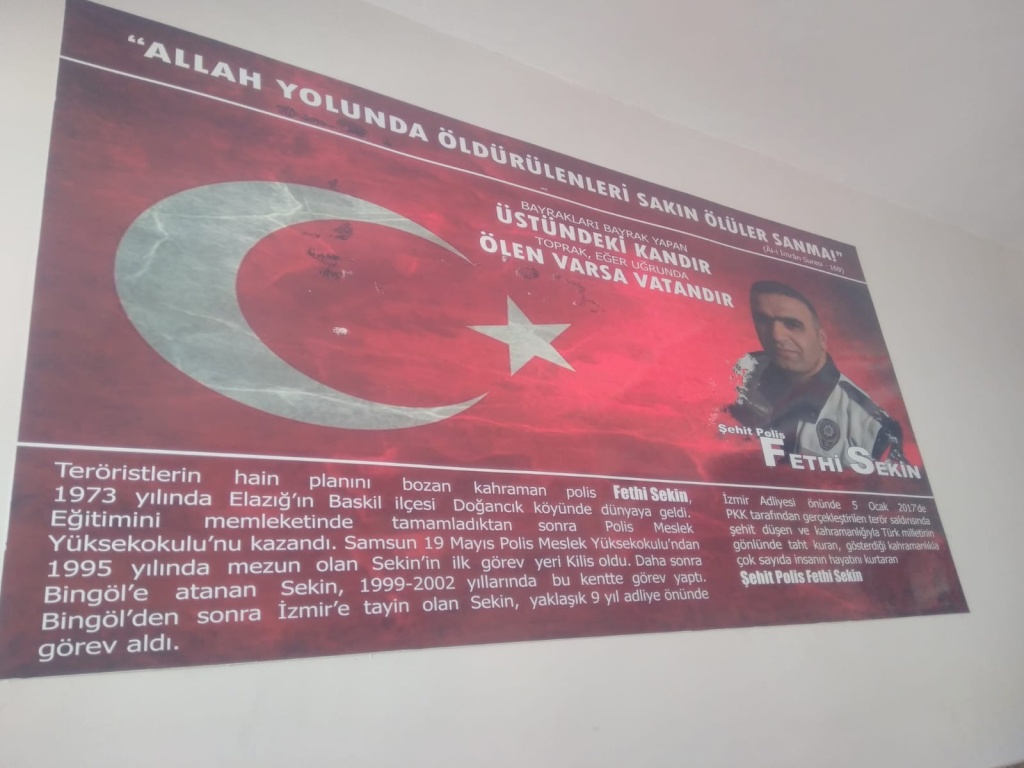 “ALLAH YOLUNDA ÖLDÜRÜLENLERİ SAKIN ÖLÜLER SANMA!”
(Âl-i İmrân Suresi - 169)
BAYRAKLARI BAYRAK YAPAN
ÜSTÜNDEKİ KANDIR
TOPRAK, EĞER UĞRUNDA
ÖLEN VARSA VATANDIR
Şehit Polis
FETHİ SEKİN
Teröristlerin hain planını bozan kahraman polis Fethi Sekin,
1973 yılında Elazığ’ın Baskil ilçesi Doğancık köyünde dünyaya geldi.
Eğitimini memleketinde tamamladıktan sonra Polis Meslek
Yüksekokulu’nu kazandı. Samsun 19 Mayıs Polis Meslek Yüksekokulu’ndan
1995 yılında mezun olan Sekin’in ilk görev yeri Kilis oldu. Daha sonra
Bingöl’e atanan Sekin, 1999-2002 yıllarında bu kentte görev yaptı.
Bingöl’den sonra İzmir’e tayin olan Sekin, yaklaşık 9 yıl adliye önünde
görev aldı.
İzmir Adliyesi önünde 5 Ocak 2017’de
PKK tarafından gerçekleştirilen terör saldırısında
şehit düşen ve kahramanlığıyla Türk milletinin
gönlünde taht kuran, gösterdiği kahramanlıkla
çok sayıda insanın hayatını kurtaran
Şehit Polis Fethi Sekin